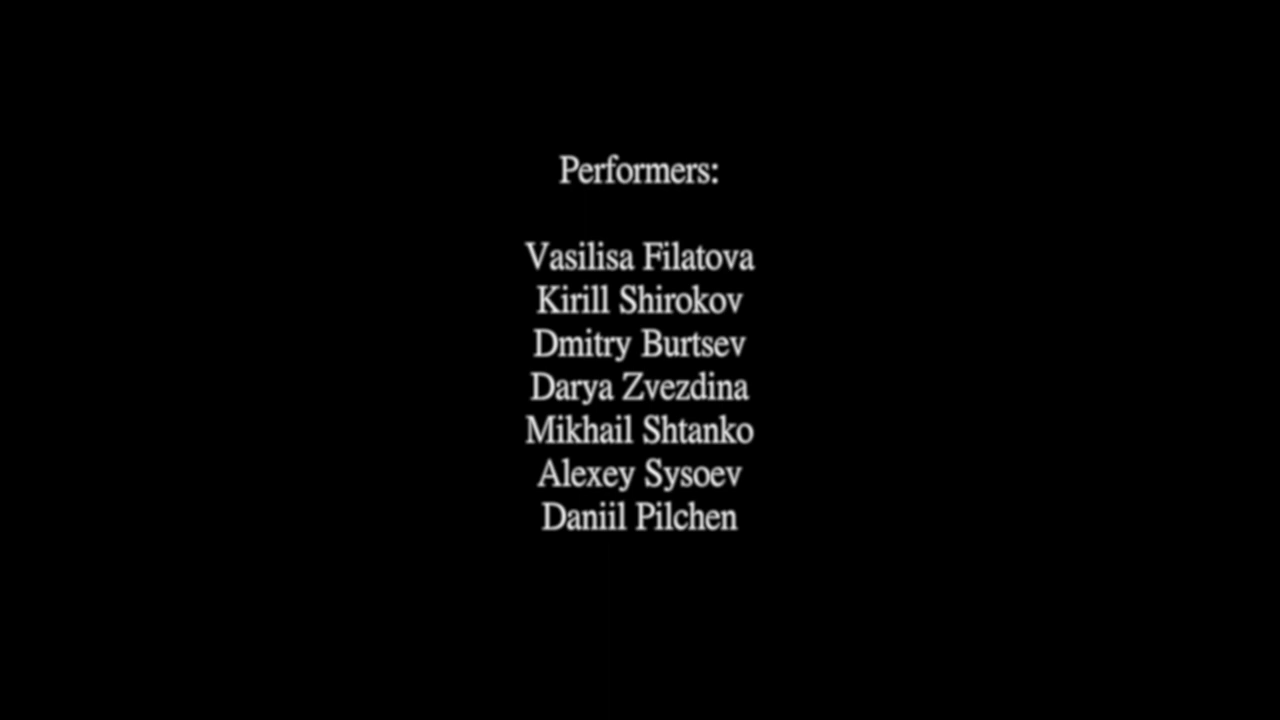 Performers:
Vasilisa Filatova
Kirill Shirokov
Dmitry Burtsev
Darya Zvezdina
Mikhail Shtanko
Alexey Sysoev
Daniil Pilchen